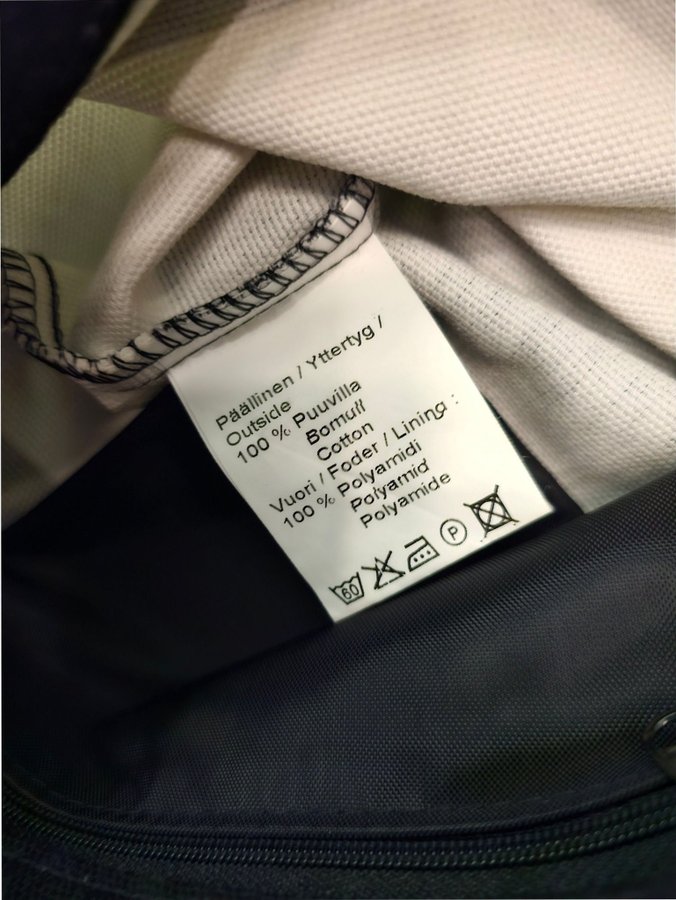 Päällinen / Yttertyg /
Outside
100 % Puuvilla
Bomull
Cotton
Vuori / Foder / Lining :
100 % Polyamidi
Polyamid
Polyamide
60 P